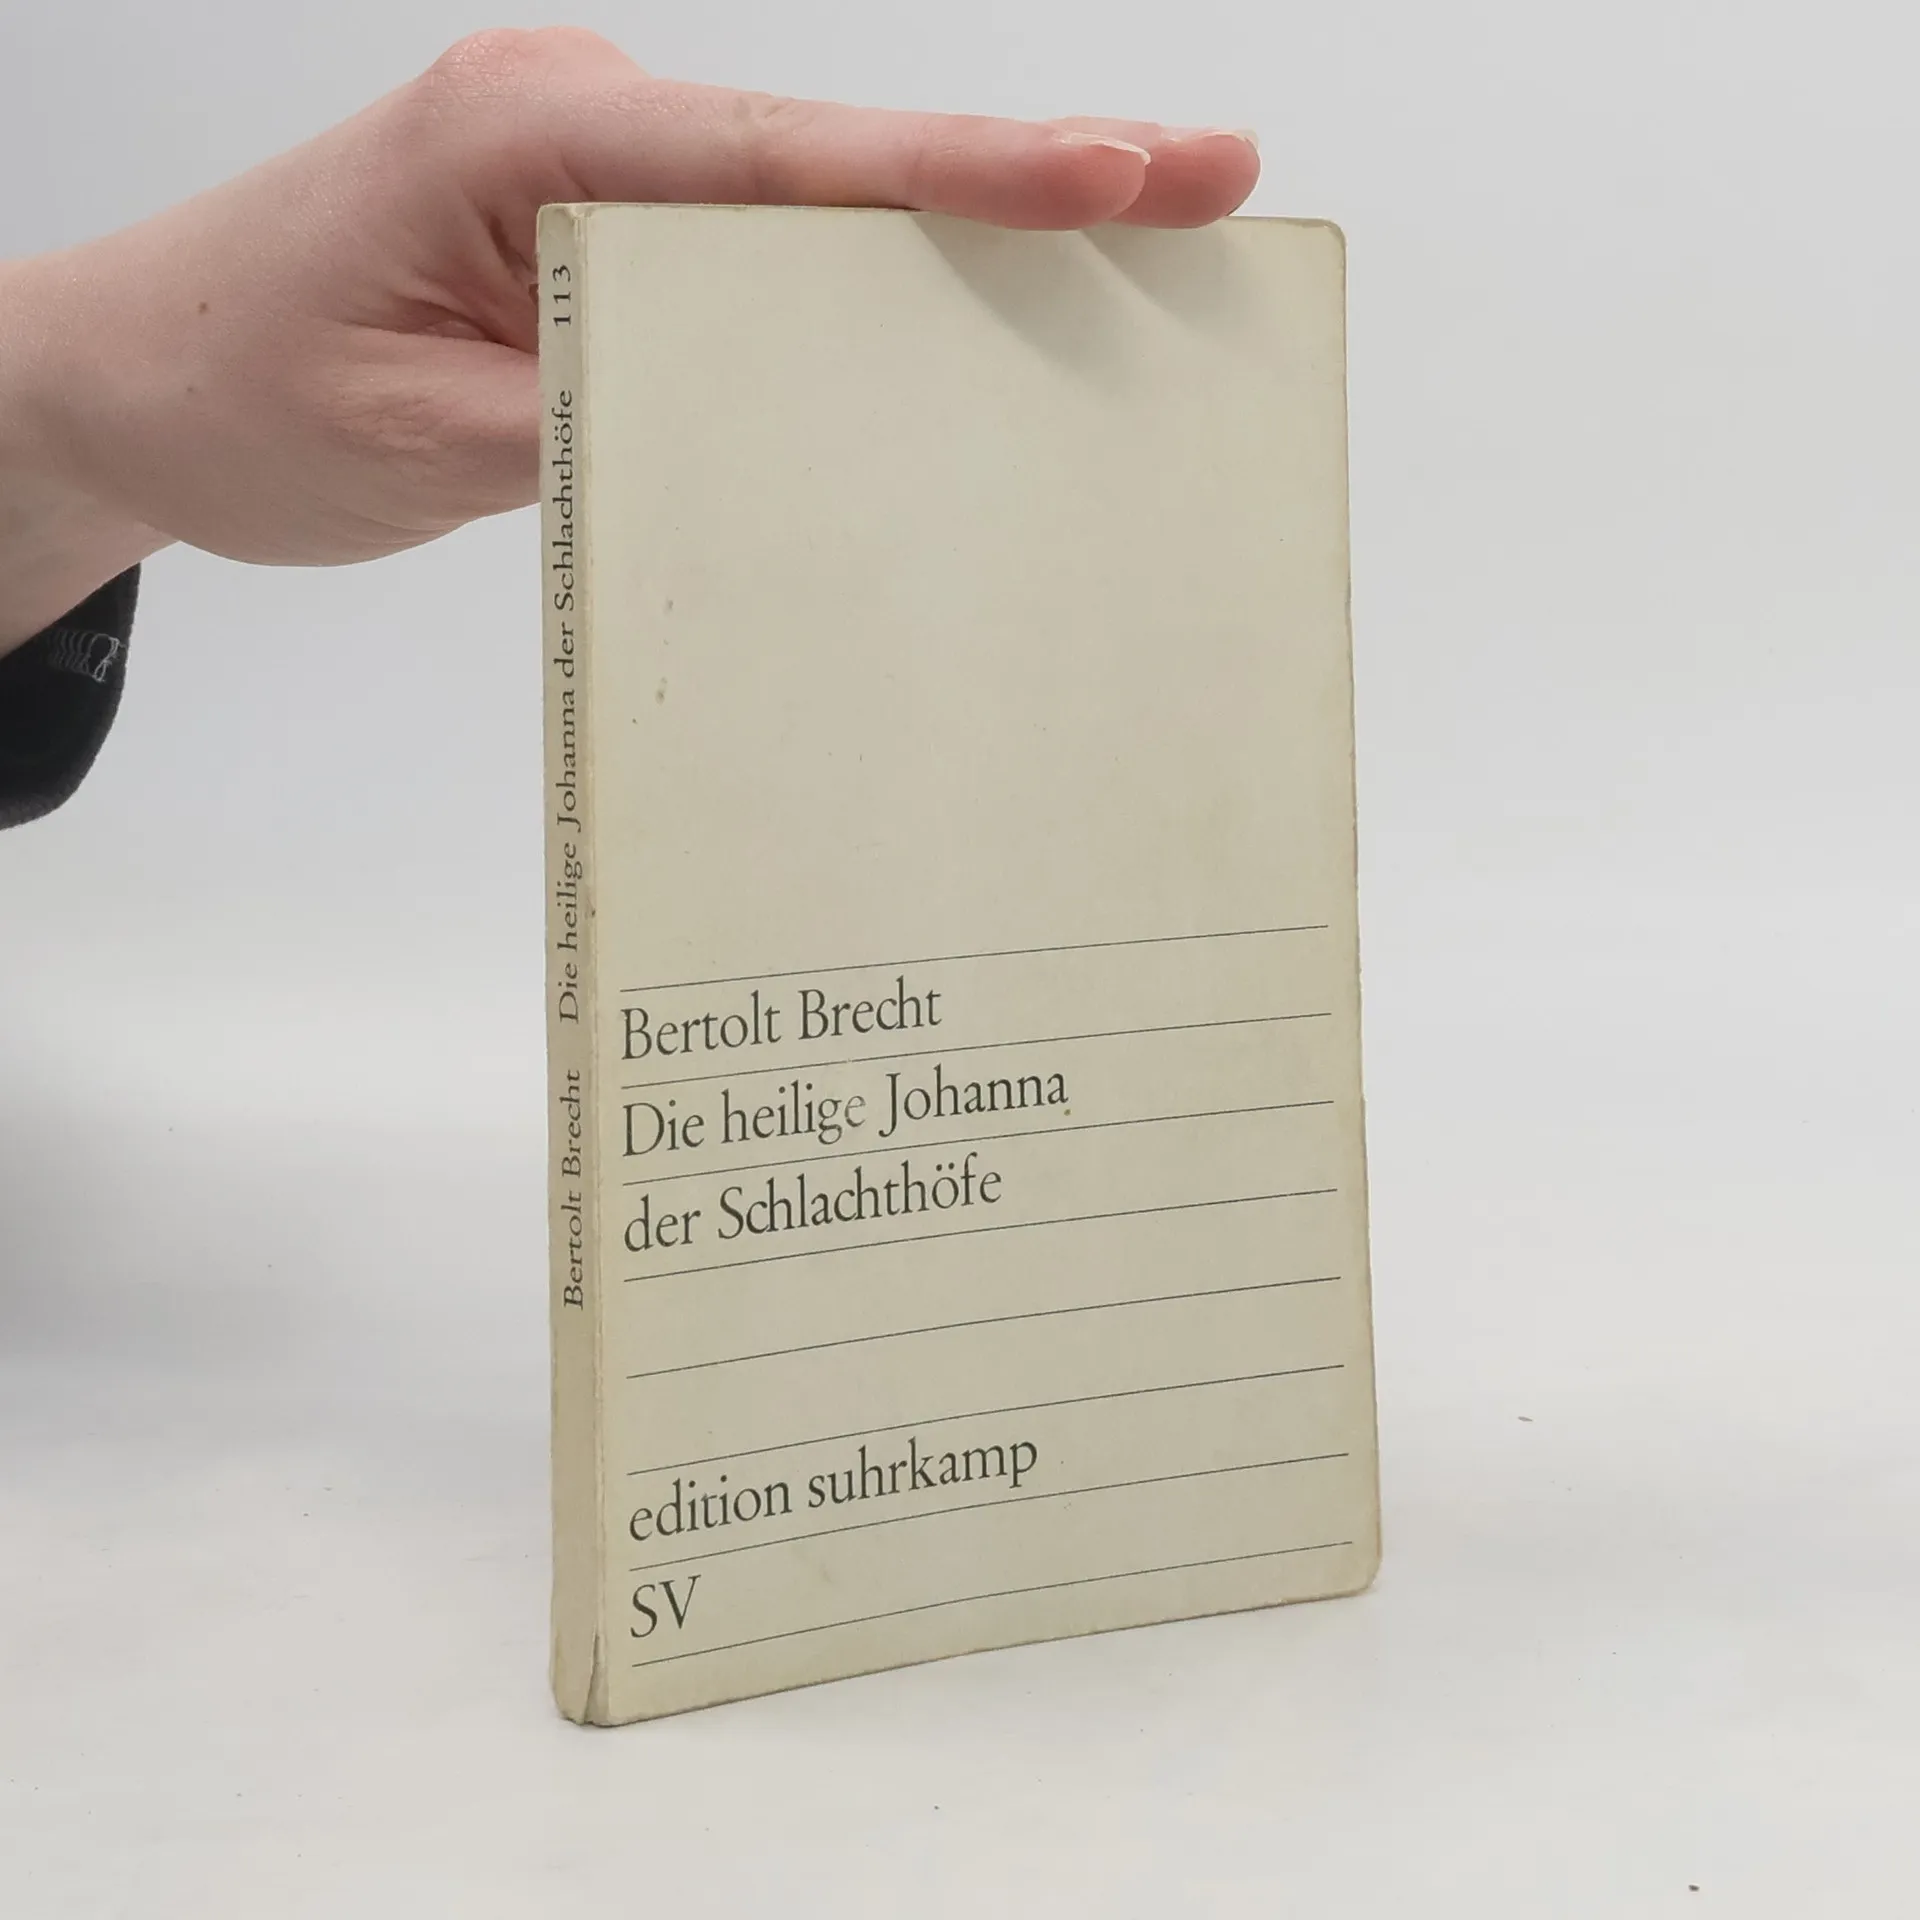 Bertolt Brecht Die heilige Johanna der Schlachthöfe 113
Bertolt Brecht
Die heilige Johanna
der Schlachthöfe
edition suhrkamp
SV